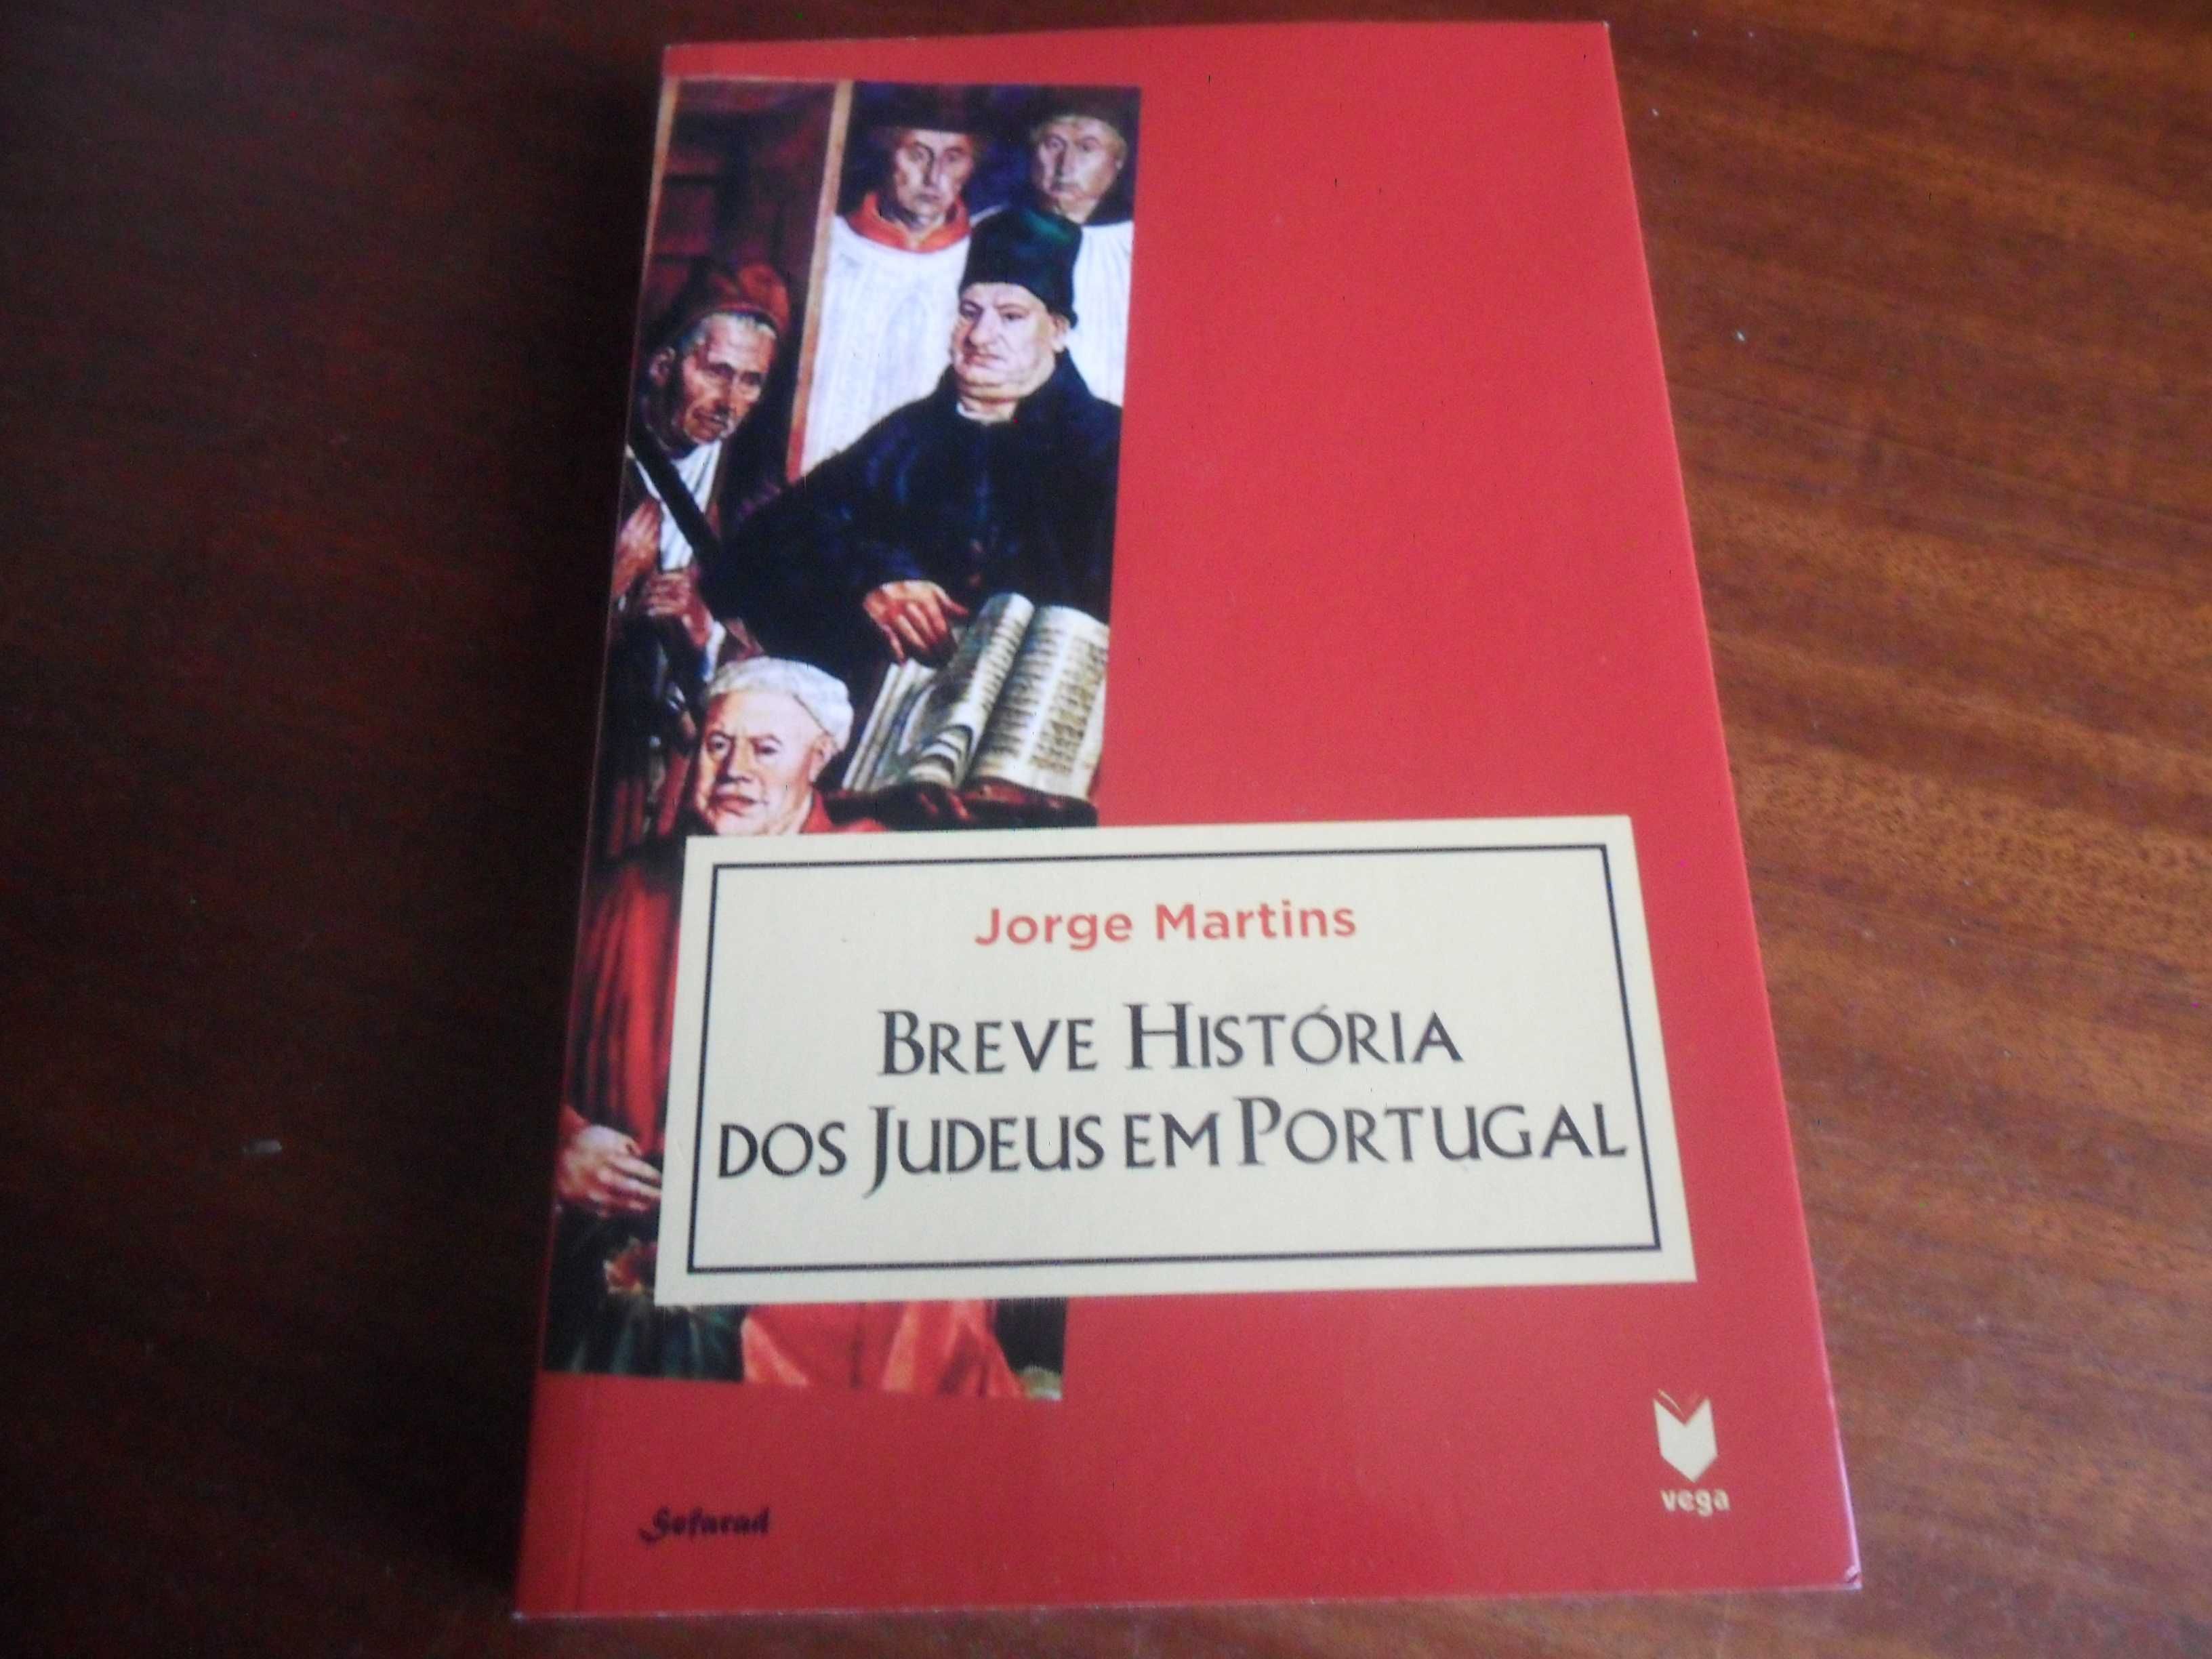 Jorge Martins
BREVE HISTÓRIA
DOS JUDEUS EM PORTUGAL
vega
Sefarad